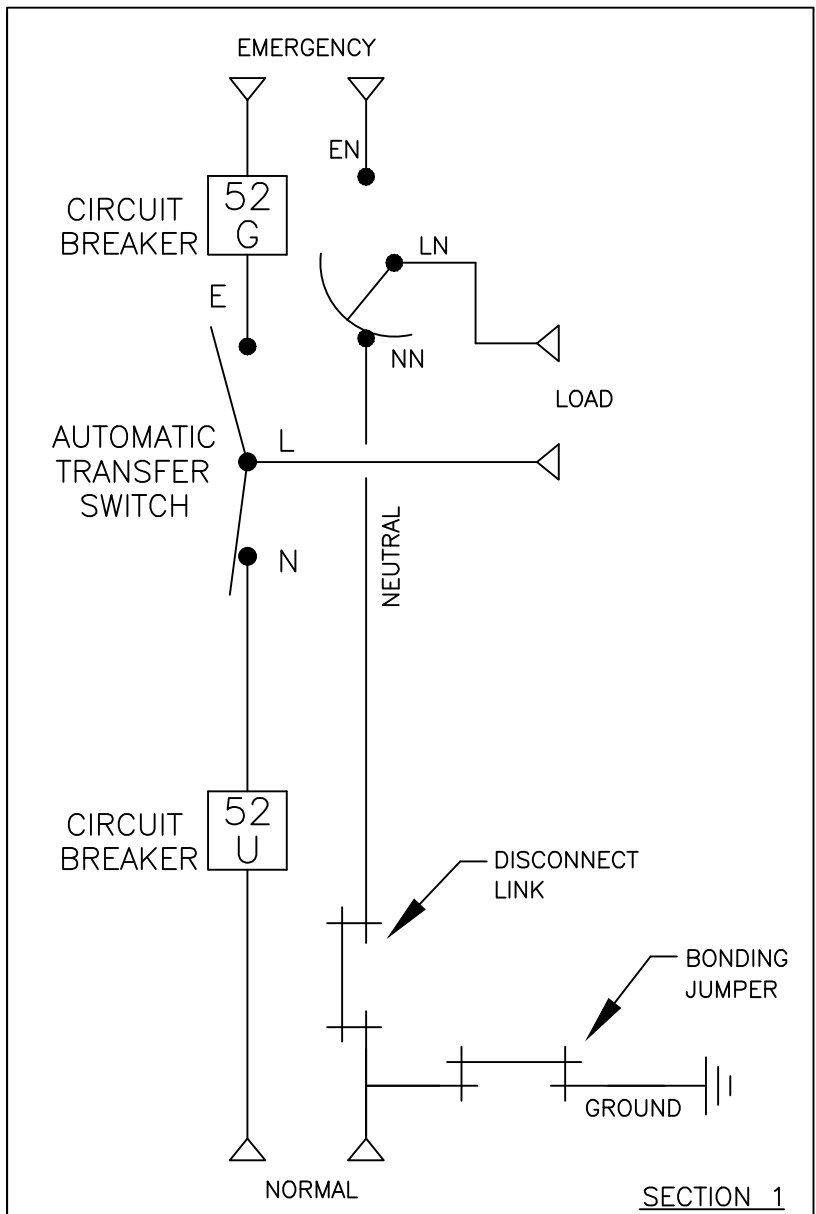 EMERGENCY
EN
CIRCUIT
BREAKER
52
G
LN
E
NN
LOAD
AUTOMATIC
TRANSFER
SWITCH
L
N
NEUTRAL
CIRCUIT
BREAKER
52
U
DISCONNECT
LINK
BONDING
JUMPER
GROUND
NORMAL
SECTION 1